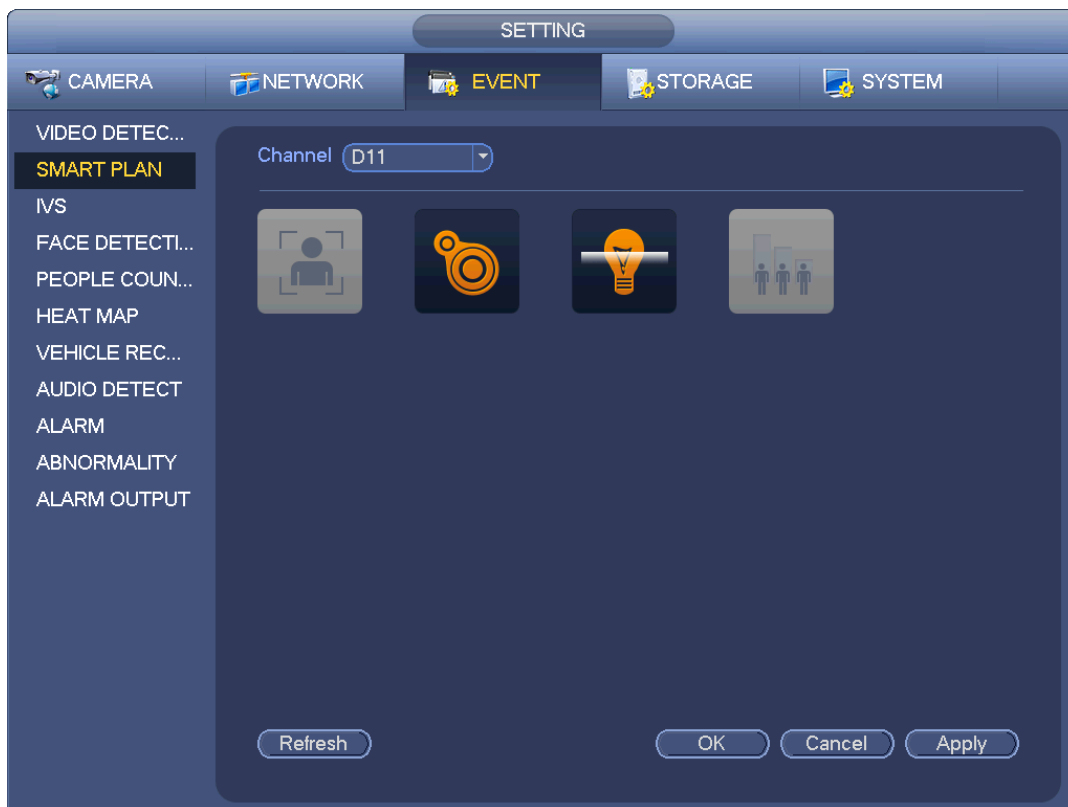 SETTING
CAMERA NETWORK EVENT STORAGE SYSTEM
VIDEO DETEC...
SMART PLAN
IVS
FACE DETECTI...
PEOPLE COUN...
HEAT MAP
VEHICLE REC...
AUDIO DETECT
ALARM
ABNORMALITY
ALARM OUTPUT
Channel D11
Refresh OK Cancel Apply